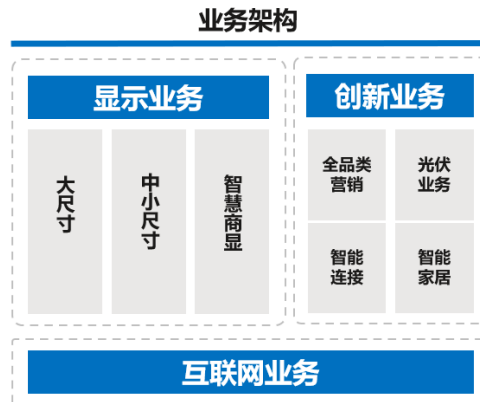 业务架构
显示业务
大尺寸
中小尺寸
智慧商显
创新业务
全品类
营销
光伏
业务
智能
连接
智能
家居
互联网业务